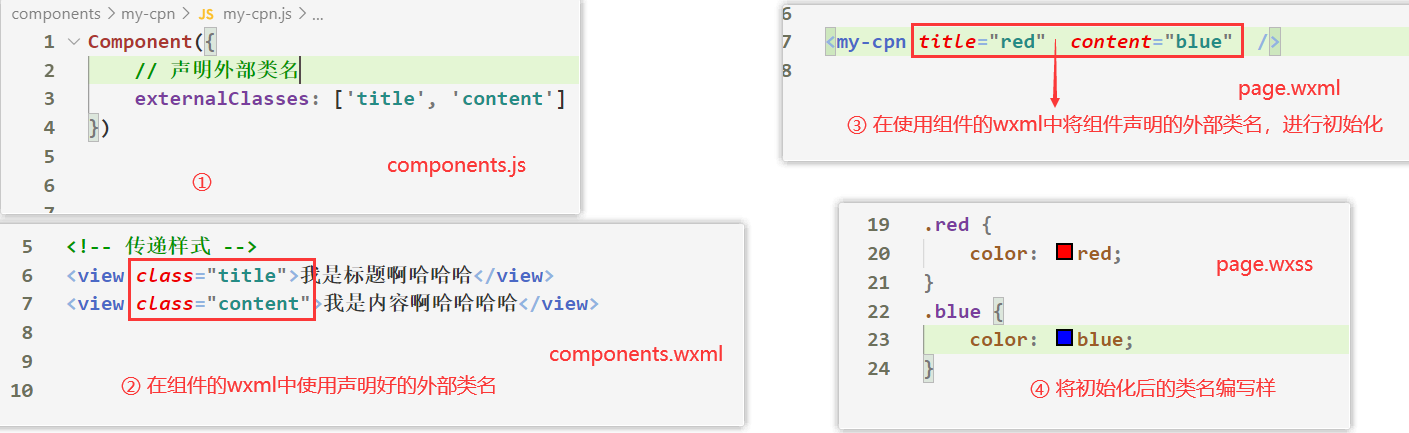 components > my-cpn > JS my-cpn.js > ...
1 Component({
2 // 声明外部类名
3 externalClasses: ['title', 'content']
4 })
5
6
7
components.js
①
5 <!-- 传递样式 -->
6 <view class="title">我是标题啊哈哈哈</view>
7 <view class="content">我是内容啊哈哈哈哈</view>
8
9
10
components.wxml
② 在组件的wxml中使用声明好的外部类名
6
7 <my-cpn title="red" content="blue" />
8
page.wxml
③ 在使用组件的wxml中将组件声明的外部类名，进行初始化
19 .red {
20 color: red;
21 }
22 .blue {
23 color: blue;
24 }
page.wxss
④ 将初始化后的类名编写样